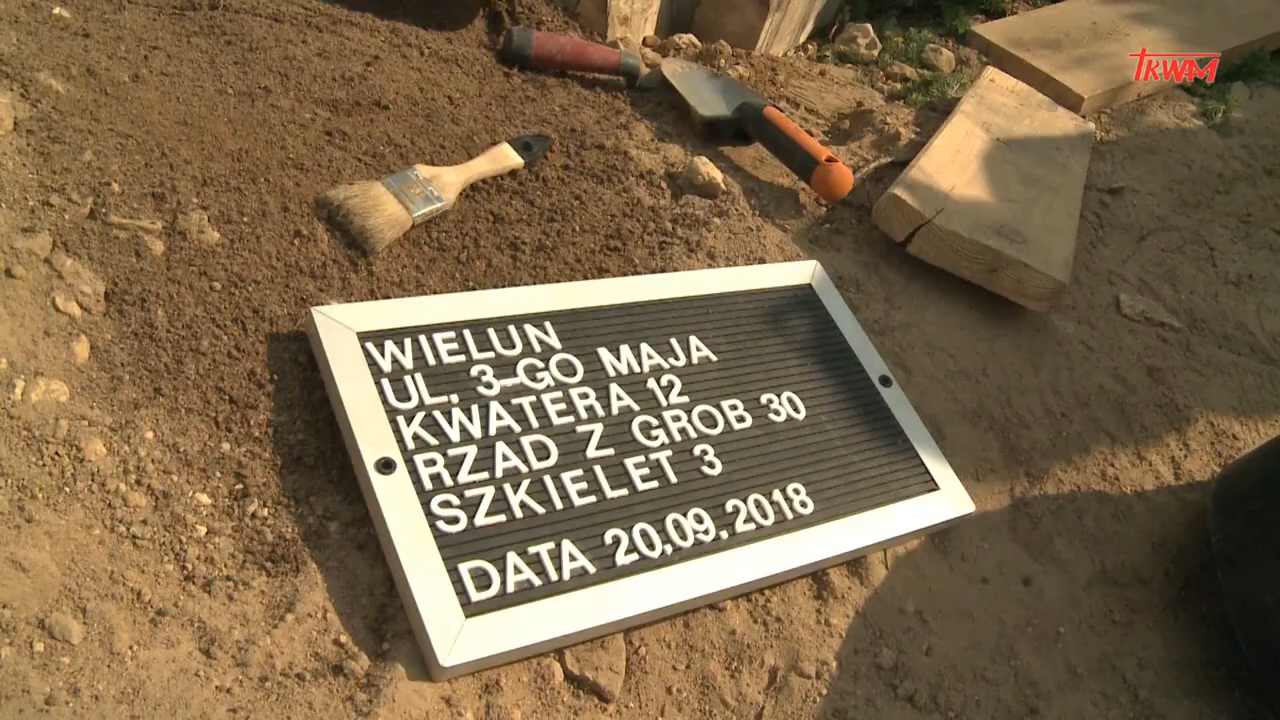 TRWAM
WIELUN
UL. 3-GO MAJA
KWATERA 12
RZAD Z GROB 30
SZKIELET 3
DATA 20.09.2018